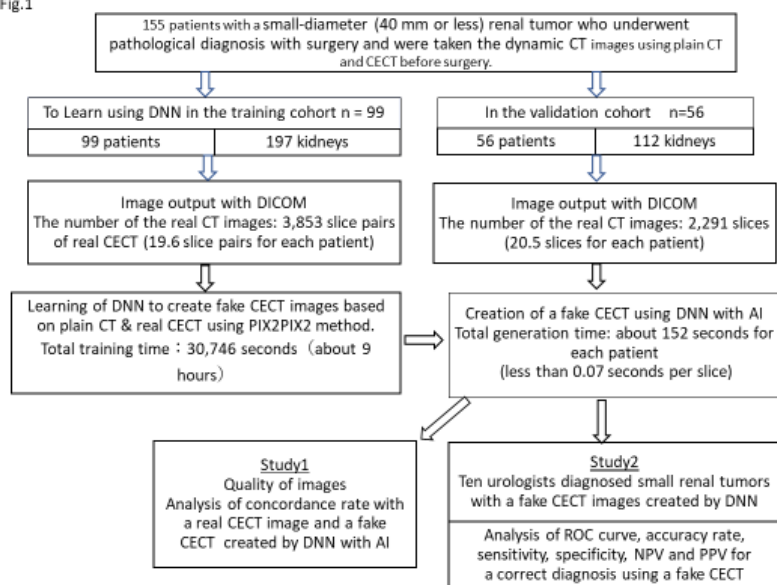 Fig.1
155 patients with a small-diameter (40 mm or less) renal tumor who underwent
pathological diagnosis with surgery and were taken the dynamic CT images using plain CT
and CECT before surgery.
To Learn using DNN in the training cohort n = 99
99 patients
197 kidneys
In the validation cohort n=56
56 patients
112 kidneys
Image output with DICOM
The number of the real CT images: 3,853 slice pairs
of real CECT (19.6 slice pairs for each patient)
Image output with DICOM
The number of the real CT images: 2,291 slices
(20.5 slices for each patient)
Learning of DNN to create fake CECT images based
on plain CT & real CECT using PIX2PIX2 method.
Total training time：30,746 seconds（about 9
hours）
Creation of a fake CECT using DNN with AI
Total generation time: about 152 seconds for
each patient
(less than 0.07 seconds per slice)
Study1
Quality of images
Analysis of concordance rate with
a real CECT image and a fake
CECT created by DNN with AI
Study2
Ten urologists diagnosed small renal tumors
with a fake CECT images created by DNN
Analysis of ROC curve, accuracy rate,
sensitivity, specificity, NPV and PPV for
a correct diagnosis using a fake CECT